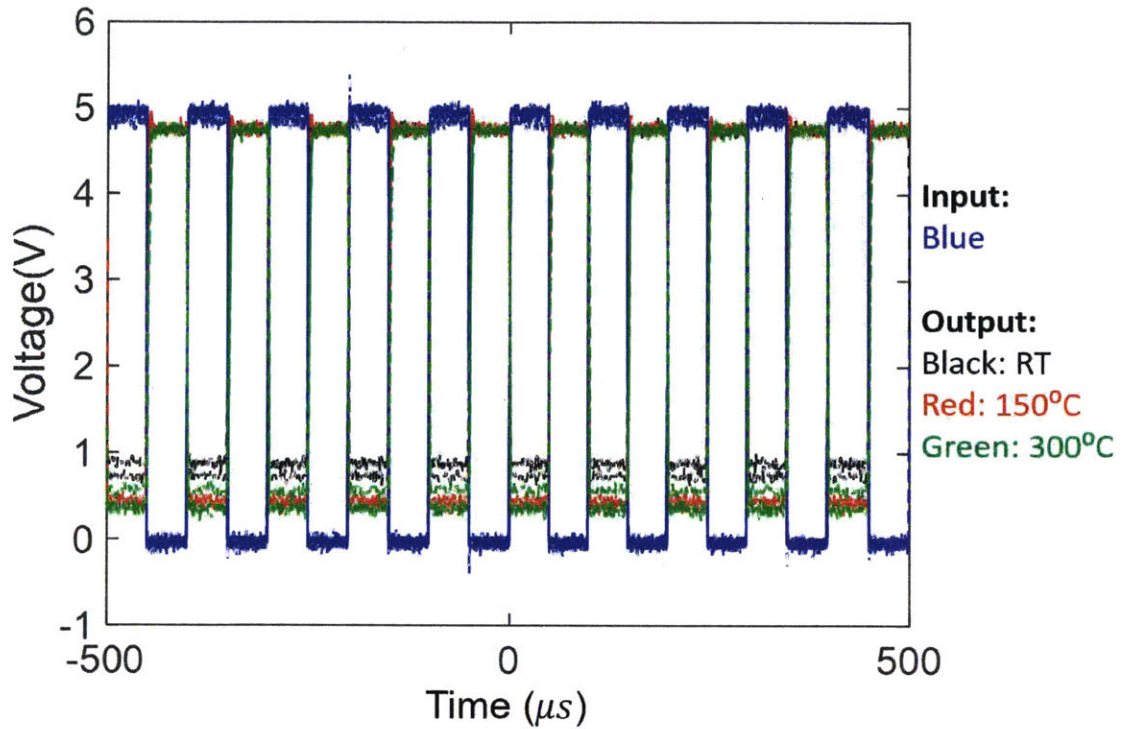 6
5
4
3
2
1
0
-1
Voltage(V)
-500
0
500
Time (μs)
Input:
Blue
Output:
Black: RT
Red: 150°C
Green: 300°C